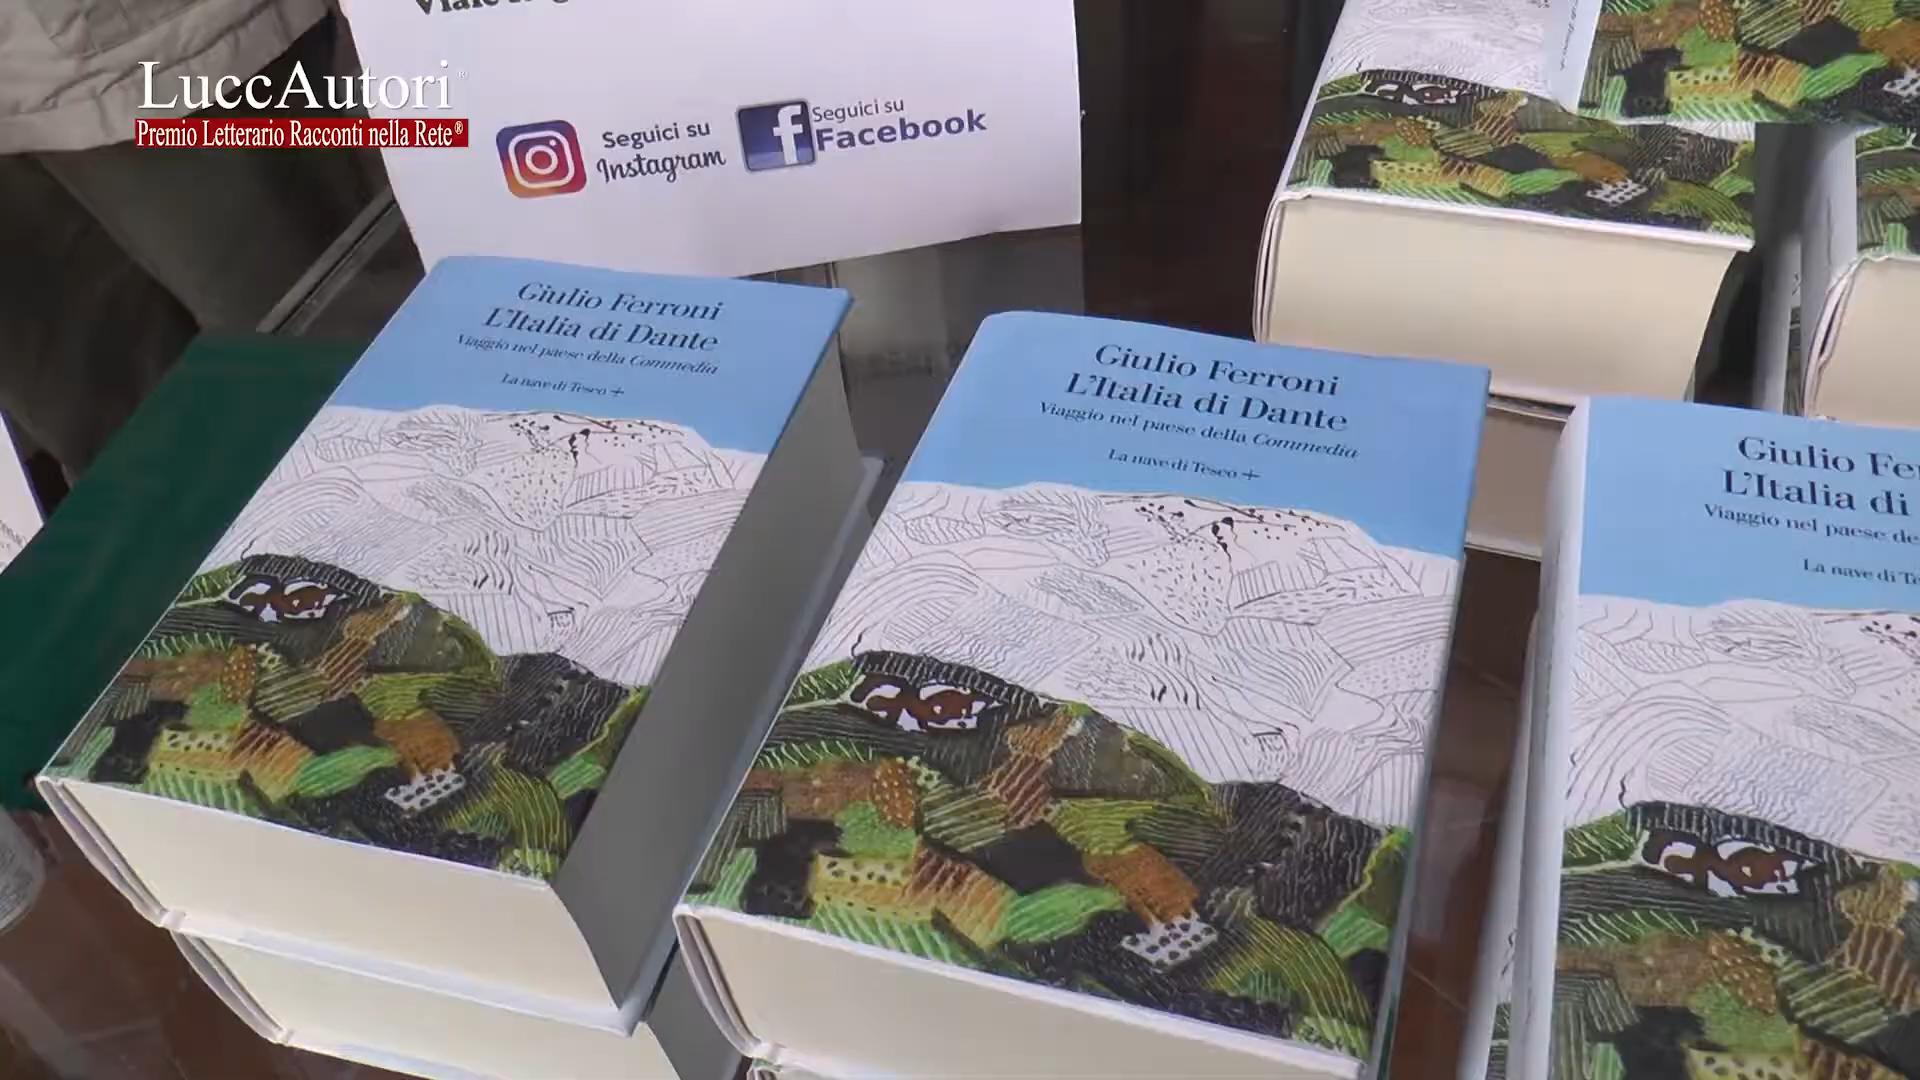 LuccAutori®
Premio Letterario Racconti nella Rete®
Viale
Seguici su
Instagram
Seguici su
Facebook
Giulio Ferroni
L'Italia di Dante
Viaggio nel paese della Commedia
La nave di Teseo +
Giulio Ferroni
L'Italia di Dante
Viaggio nel paese della Commedia
La nave di Teseo +
Giulio Fer
L'Italia di
Viaggio nel paese de
La nave di Te